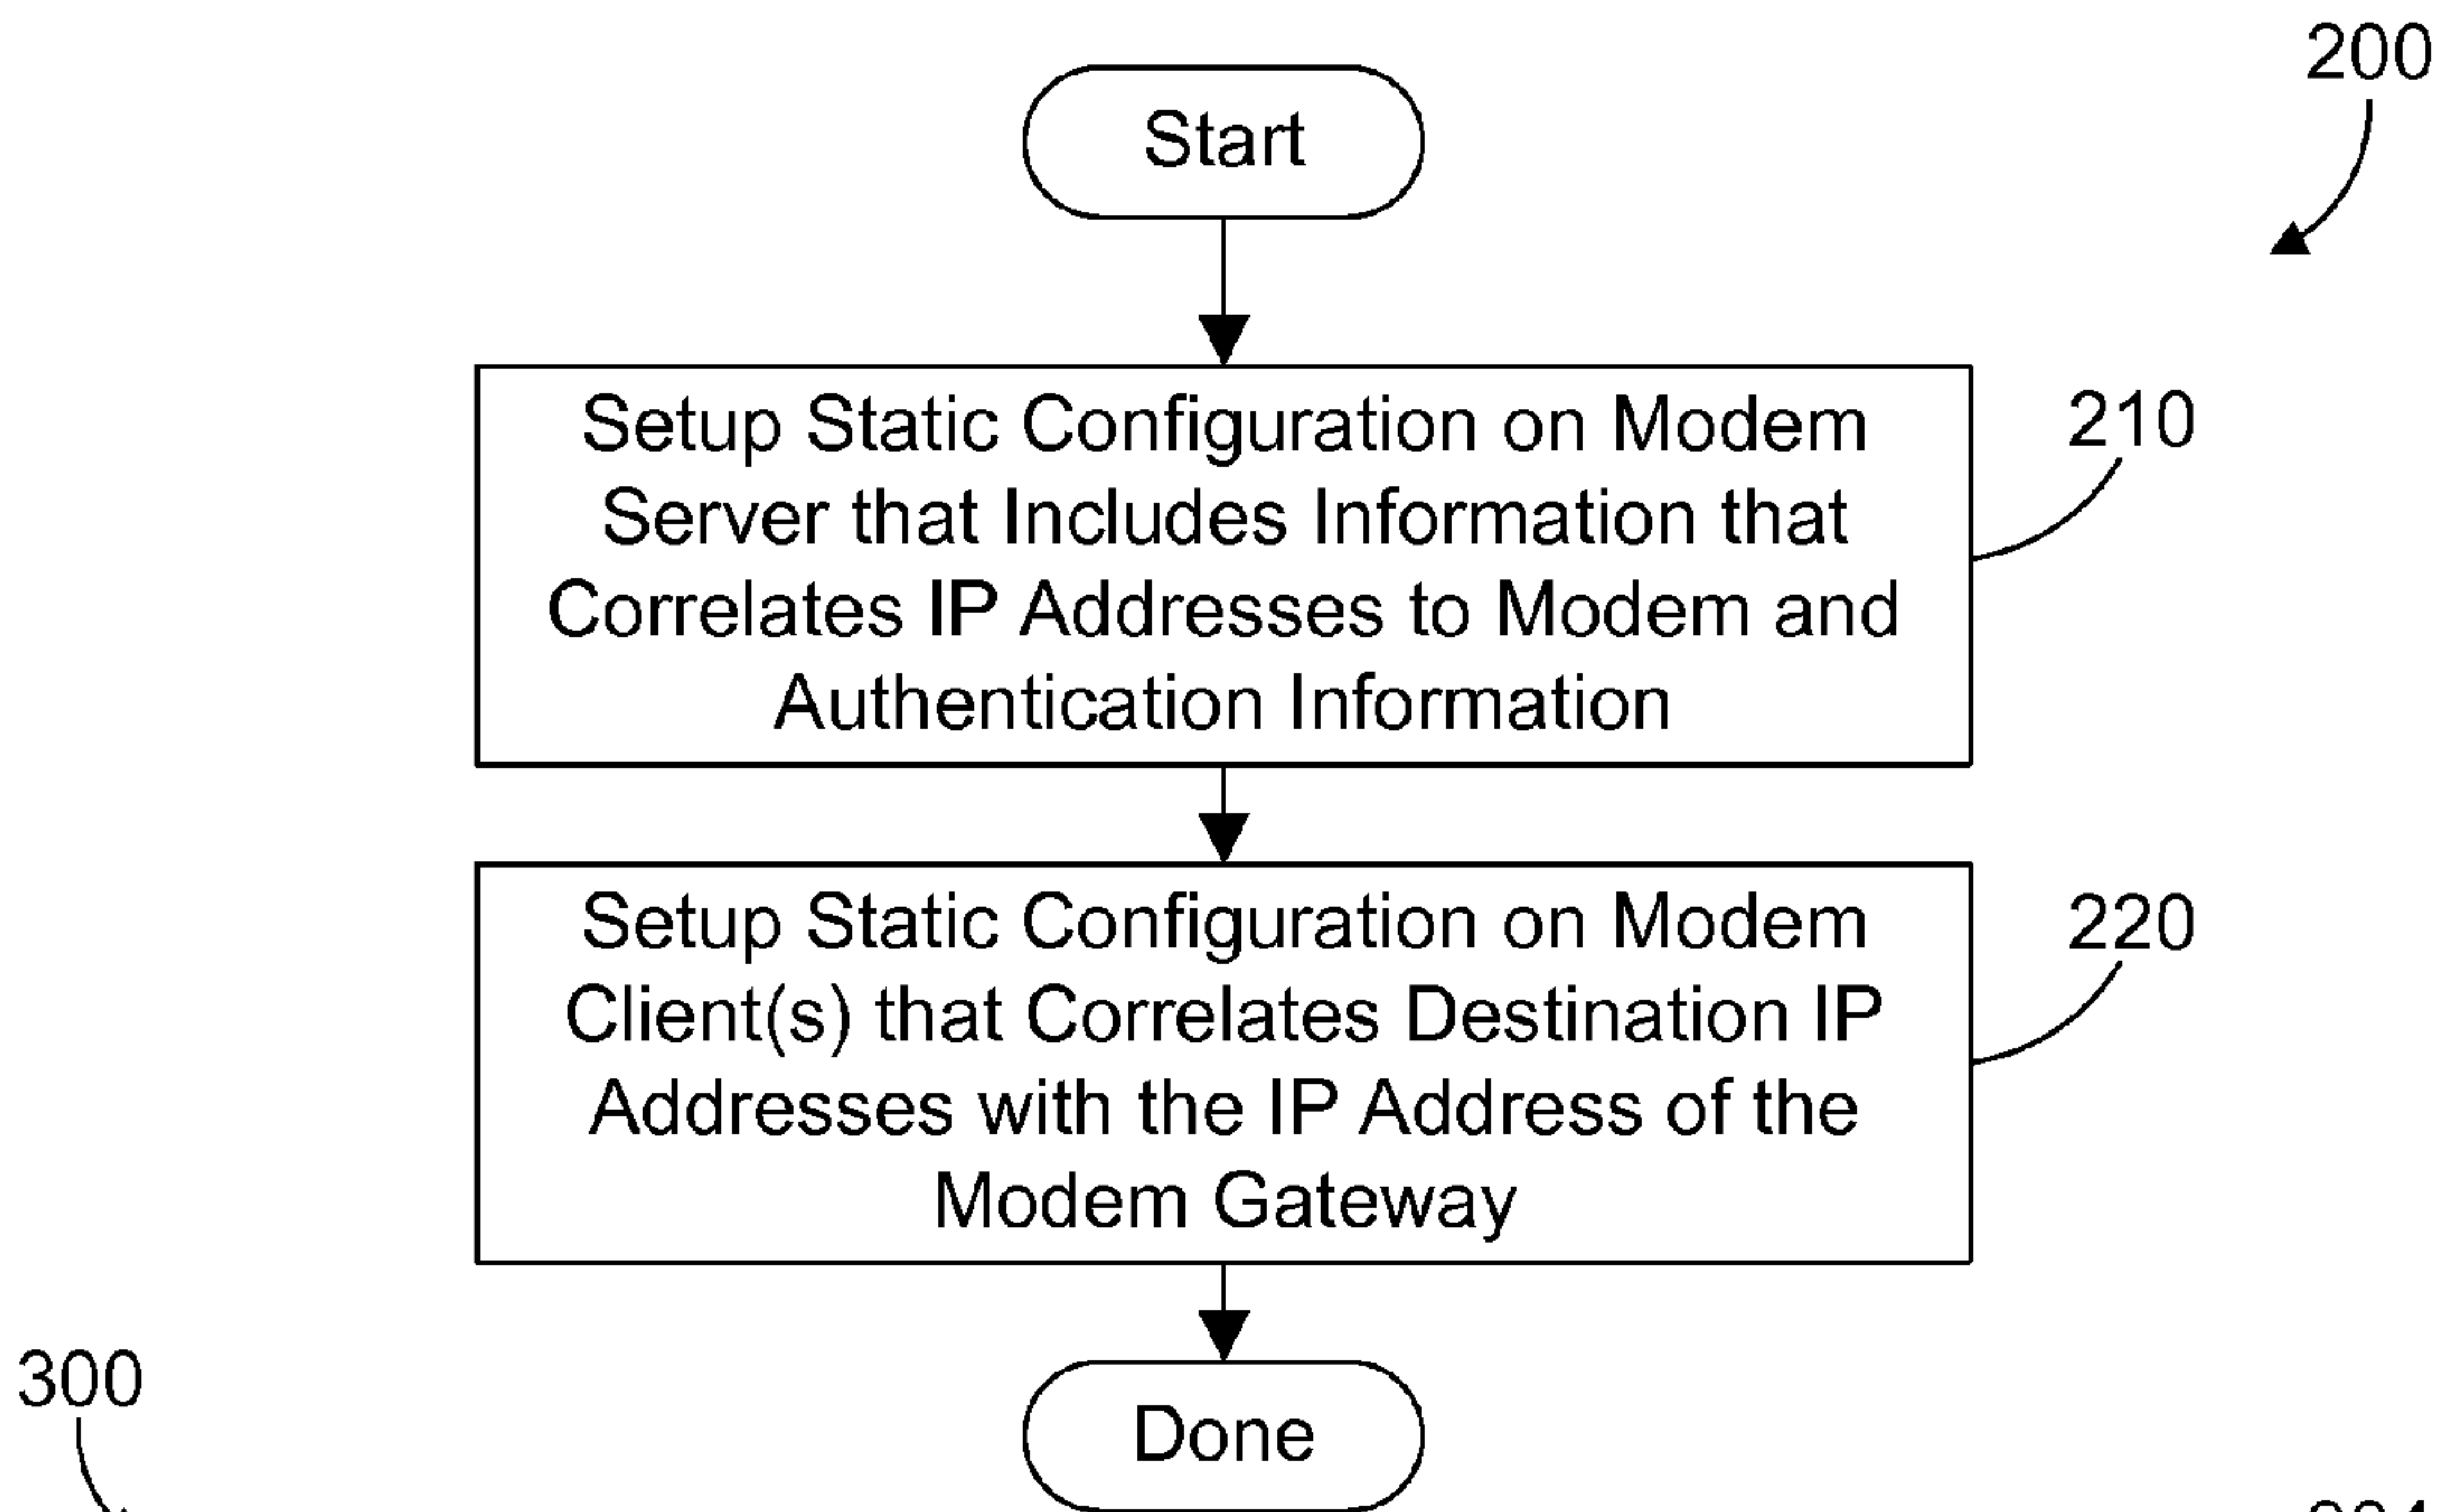 200
Start
Setup Static Configuration on Modem
Server that Includes Information that
Correlates IP Addresses to Modem and
Authentication Information
210
Setup Static Configuration on Modem
Client(s) that Correlates Destination IP
Addresses with the IP Address of the
Modem Gateway
220
300
Done